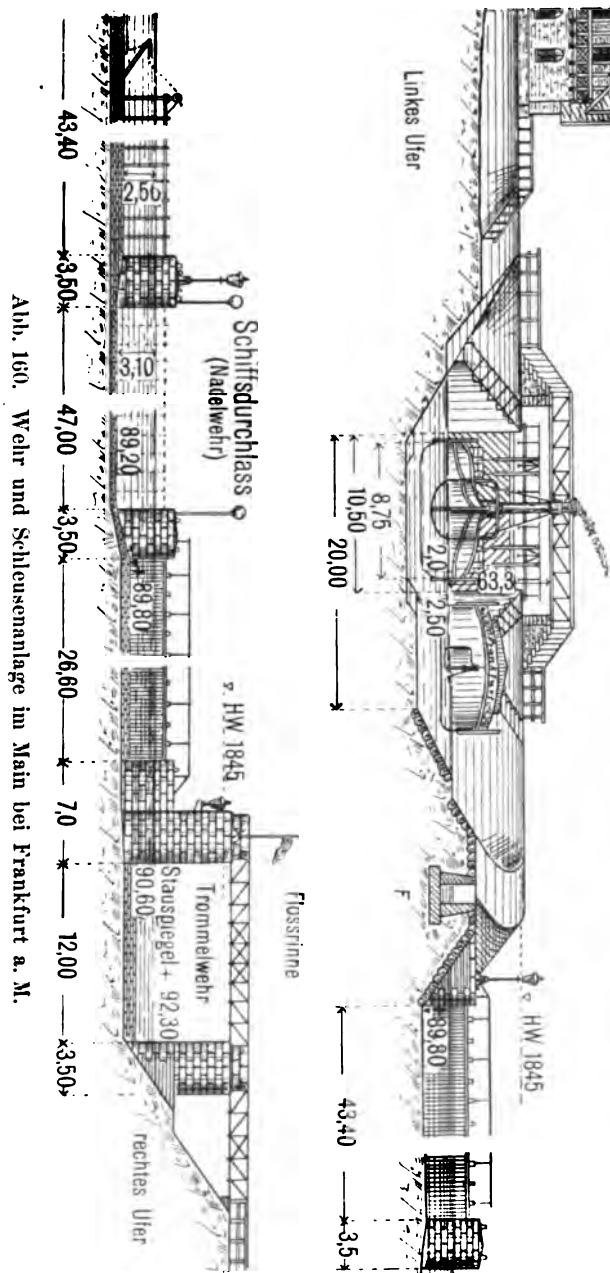 Linkes Ufer
8,75
10,50
20,00
2,0
63,3
2,50
F
▽ HW 1845
89,80
43,40
3,5
43,40
2,50
3,50
3,10
Schiffsdurchlass
(Nadelwehr)
47,00
89,20
3,50
89,80
26,60
▽ HW 1845
7,0
Flossrinne
Trommelwehr
Stauspiegel + 92,30
90,60
12,00
3,50
rechtes Ufer
Abb. 160. Wehr und Schleusenanlage im Main bei Frankfurt a. M.